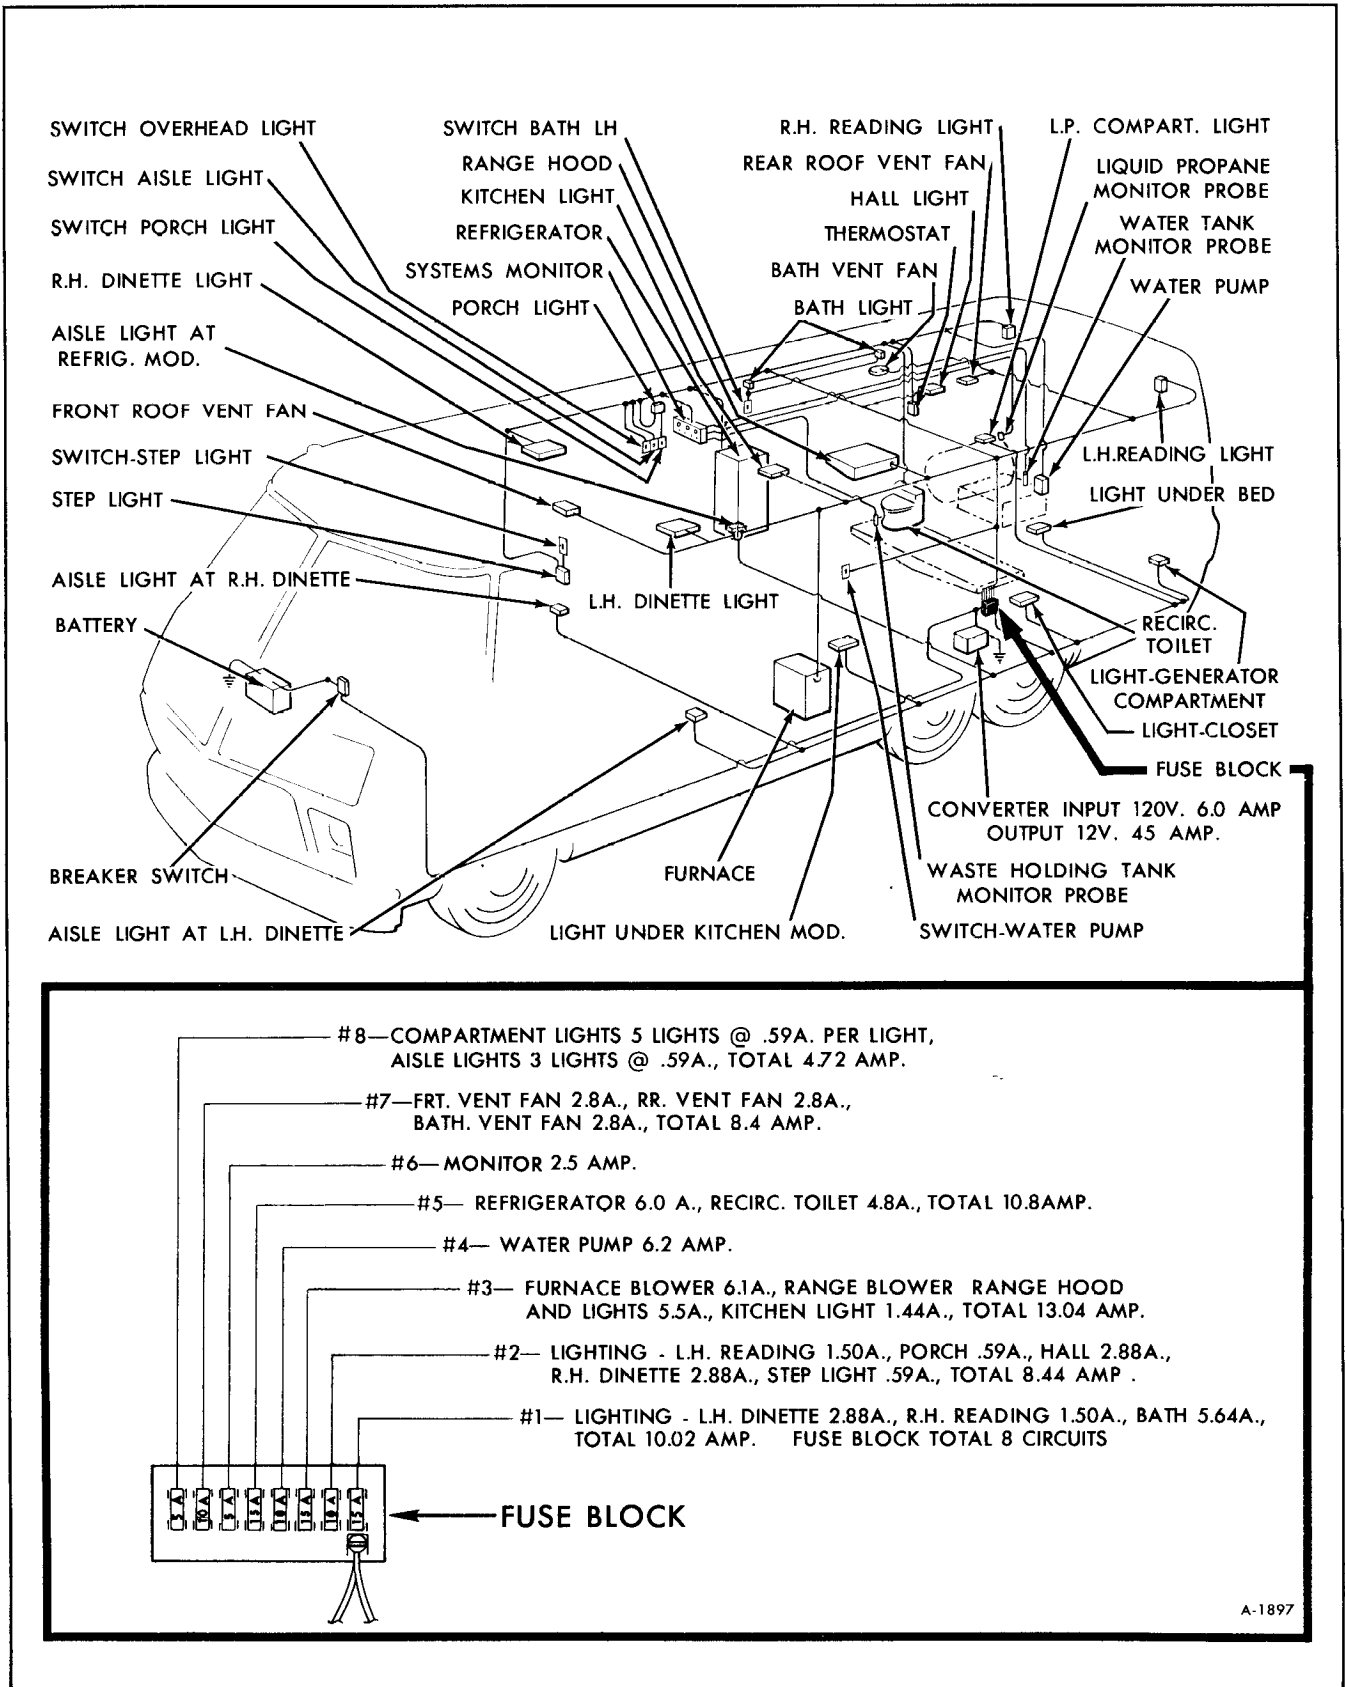 SWITCH OVERHEAD LIGHT
SWITCH AISLE LIGHT
SWITCH PORCH LIGHT
R.H. DINETTE LIGHT
AISLE LIGHT AT
REFRIG. MOD.
FRONT ROOF VENT FAN
SWITCH-STEP LIGHT
STEP LIGHT
AISLE LIGHT AT R.H. DINETTE
BATTERY
BREAKER SWITCH
AISLE LIGHT AT L.H. DINETTE
SWITCH BATH LH
RANGE HOOD
KITCHEN LIGHT
REFRIGERATOR
SYSTEMS MONITOR
PORCH LIGHT
R.H. READING LIGHT
REAR ROOF VENT FAN
HALL LIGHT
THERMOSTAT
BATH VENT FAN
BATH LIGHT
L.P. COMPART. LIGHT
LIQUID PROPANE
MONITOR PROBE
WATER TANK
MONITOR PROBE
WATER PUMP
L.H.READING LIGHT
LIGHT UNDER BED
L.H. DINETTE LIGHT
RECIRC.
TOILET
LIGHT-GENERATOR
COMPARTMENT
LIGHT-CLOSET
FUSE BLOCK
CONVERTER INPUT 120V. 6.0 AMP
OUTPUT 12V. 45 AMP.
FURNACE
WASTE HOLDING TANK
MONITOR PROBE
LIGHT UNDER KITCHEN MOD.
SWITCH-WATER PUMP
#8—COMPARTMENT LIGHTS 5 LIGHTS @ .59A. PER LIGHT,
AISLE LIGHTS 3 LIGHTS @ .59A., TOTAL 4.72 AMP.
#7—FRT. VENT FAN 2.8A., RR. VENT FAN 2.8A.,
BATH. VENT FAN 2.8A., TOTAL 8.4 AMP.
#6—MONITOR 2.5 AMP.
#5— REFRIGERATOR 6.0 A., RECIRC. TOILET 4.8A., TOTAL 10.8AMP.
#4— WATER PUMP 6.2 AMP.
#3— FURNACE BLOWER 6.1A., RANGE BLOWER RANGE HOOD
AND LIGHTS 5.5A., KITCHEN LIGHT 1.44A., TOTAL 13.04 AMP.
#2— LIGHTING - L.H. READING 1.50A., PORCH .59A., HALL 2.88A.,
R.H. DINETTE 2.88A., STEP LIGHT .59A., TOTAL 8.44 AMP .
#1— LIGHTING - L.H. DINETTE 2.88A., R.H. READING 1.50A., BATH 5.64A.,
TOTAL 10.02 AMP. FUSE BLOCK TOTAL 8 CIRCUITS
5 A 10 A 5 A 15 A 10 A 15 A 10 A 15 A
FUSE BLOCK
A-1897